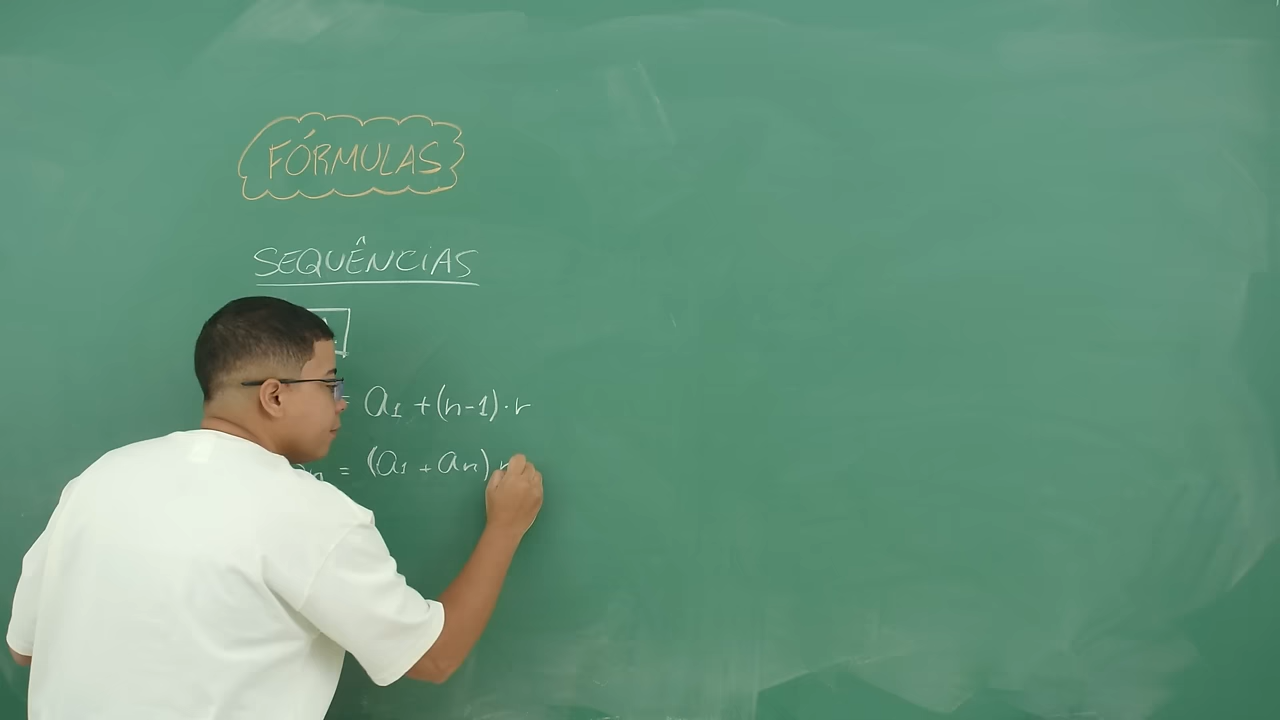 FÓRMULAS
SEQUÊNCiAS
= a1 + (n-1)·r
n = (a1 + an)